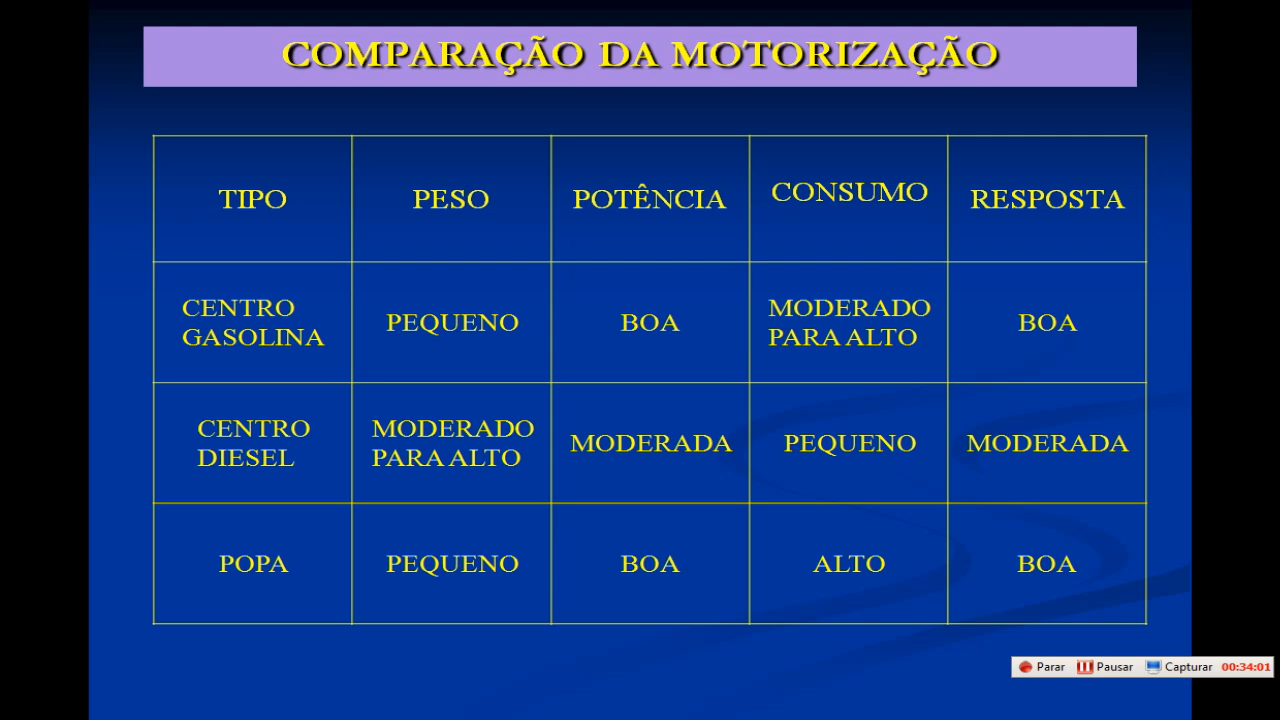 COMPARAÇÃO DA MOTORIZAÇÃO
TIPO
PESO
POTÊNCIA
CONSUMO
RESPOSTA
CENTRO
GASOLINA
PEQUENO
BOA
MODERADO
PARA ALTO
BOA
CENTRO
DIESEL
MODERADO
PARA ALTO
MODERADA
PEQUENO
MODERADA
POPA
PEQUENO
BOA
ALTO
BOA
Parar Pausar Capturar 00:34:01